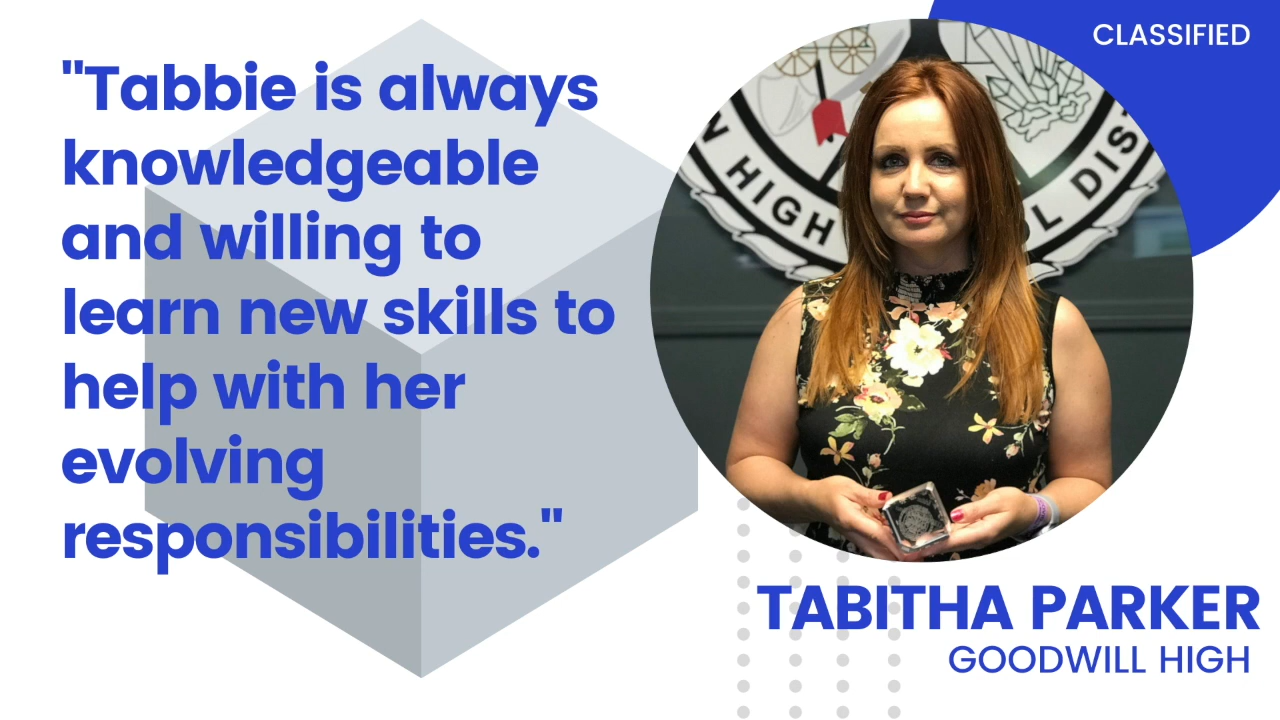 "Tabbie is always
knowledgeable
and willing to
learn new skills to
help with her
evolving
responsibilities."
CLASSIFIED
HIGH
DIS
TABITHA PARKER
GOODWILL HIGH